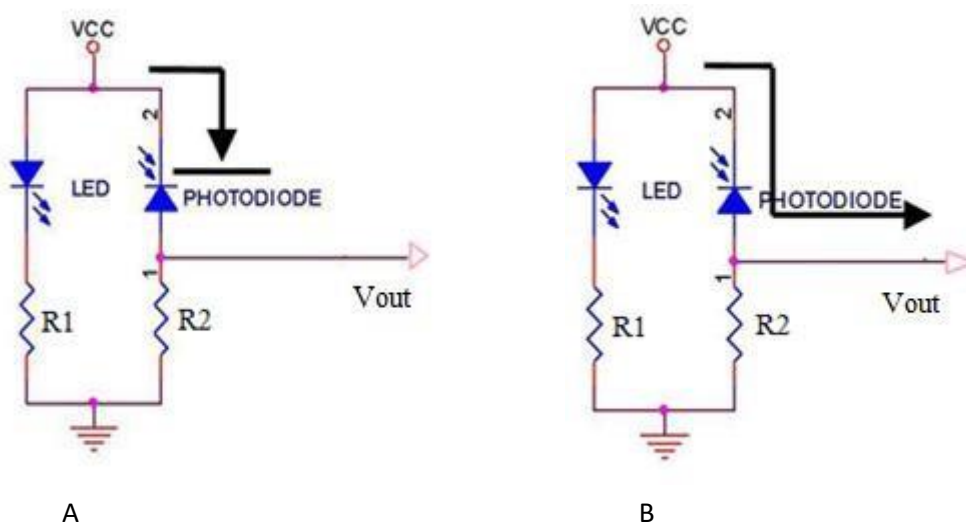 VCC
2
LED
PHOTODIODE
1
Vout
R1
R2
A
VCC
2
LED
PHOTODIODE
1
Vout
R1
R2
B